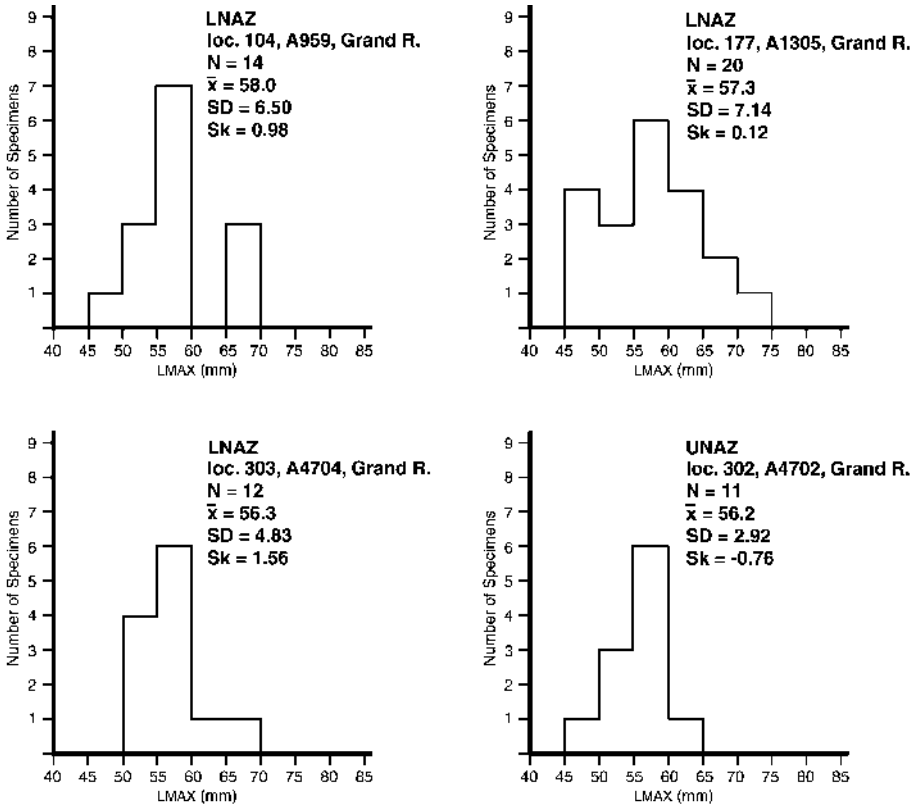 LNAZ
loc. 104, A959, Grand R.
N = 14
x̄ = 58.0
SD = 6.50
Sk = 0.98
Number of Specimens
9
8
7
6
5
4
3
2
1
40 45 50 55 60 65 70 75 80 85
LMAX (mm)
LNAZ
loc. 177, A1305, Grand R.
N = 20
x̄ = 57.3
SD = 7.14
Sk = 0.12
Number of Specimens
9
8
7
6
5
4
3
2
1
40 45 50 55 60 65 70 75 80 85
LMAX (mm)
LNAZ
loc. 303, A4704, Grand R.
N = 12
x̄ = 56.3
SD = 4.83
Sk = 1.56
Number of Specimens
9
8
7
6
5
4
3
2
1
40 45 50 55 60 65 70 75 80 85
LMAX (mm)
UNAZ
loc. 302, A4702, Grand R.
N = 11
x̄ = 56.2
SD = 2.92
Sk = -0.76
Number of Specimens
9
8
7
6
5
4
3
2
1
40 45 50 55 60 65 70 75 80 85
LMAX (mm)